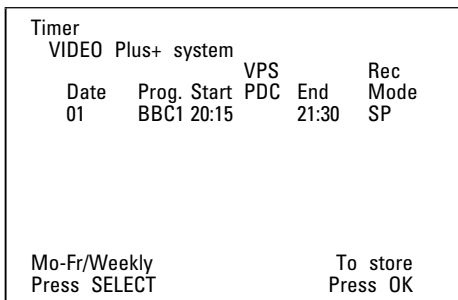 Timer
VIDEO Plus+ system
VPS Rec
Date Prog. Start PDC End Mode
01 BBC1 20:15 21:30 SP
Mo-Fr/Weekly To store
Press SELECT Press OK